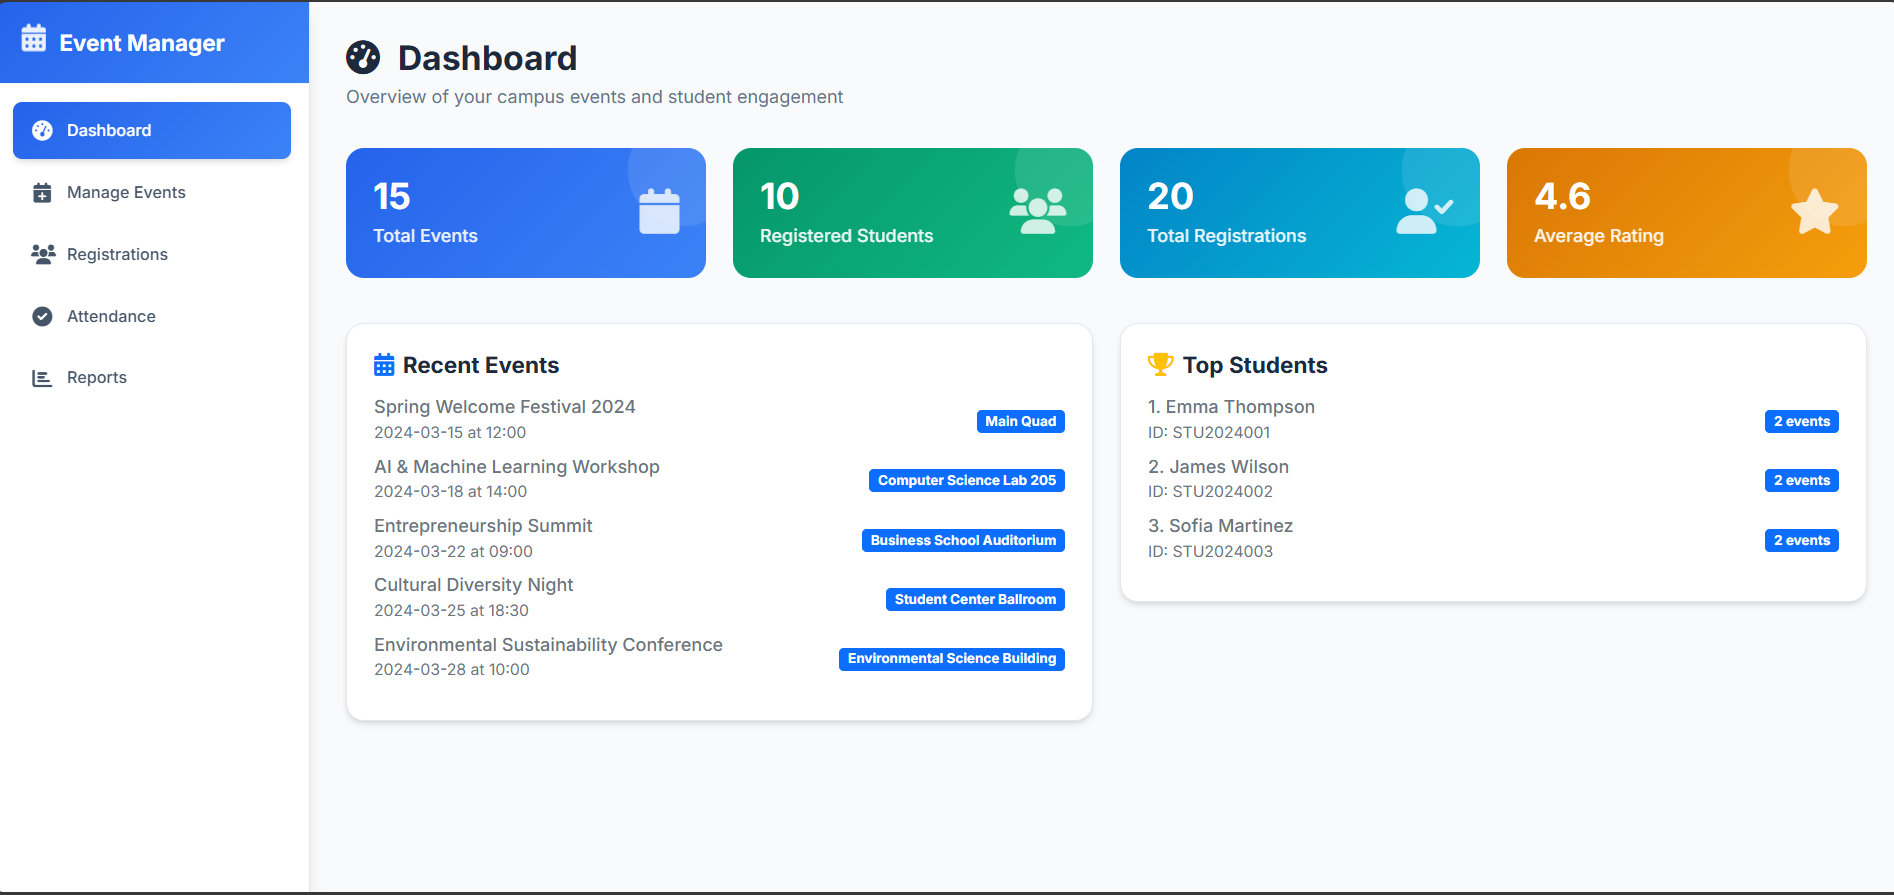 Event Manager
Dashboard
Manage Events
Registrations
Attendance
Reports
Dashboard
Overview of your campus events and student engagement
15
Total Events
10
Registered Students
20
Total Registrations
4.6
Average Rating
Recent Events
Spring Welcome Festival 2024
2024-03-15 at 12:00
Main Quad
AI & Machine Learning Workshop
2024-03-18 at 14:00
Computer Science Lab 205
Entrepreneurship Summit
2024-03-22 at 09:00
Business School Auditorium
Cultural Diversity Night
2024-03-25 at 18:30
Student Center Ballroom
Environmental Sustainability Conference
2024-03-28 at 10:00
Environmental Science Building
Top Students
1. Emma Thompson
ID: STU2024001
2 events
2. James Wilson
ID: STU2024002
2 events
3. Sofia Martinez
ID: STU2024003
2 events